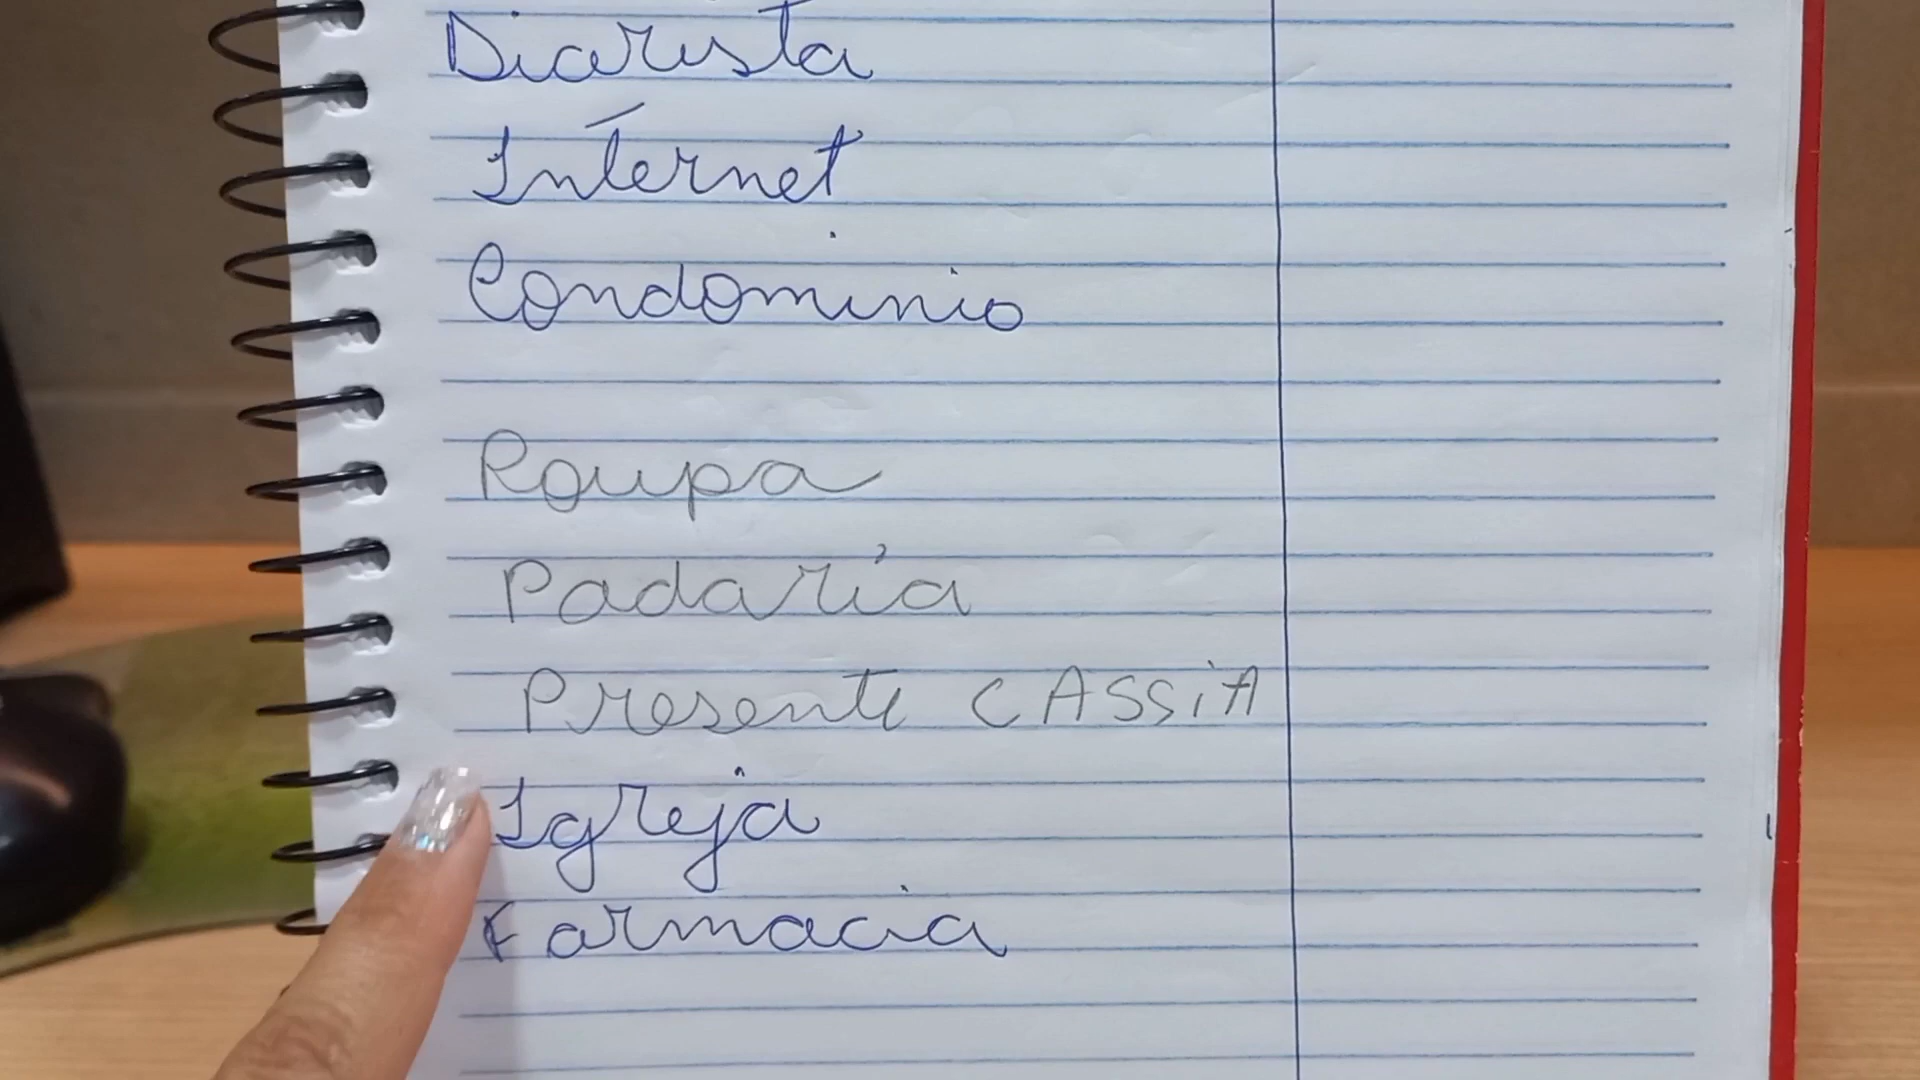 Diarista
Internet
Condominio
Roupa
Padaria
Presente CASSiA
Igreja
Farmacia